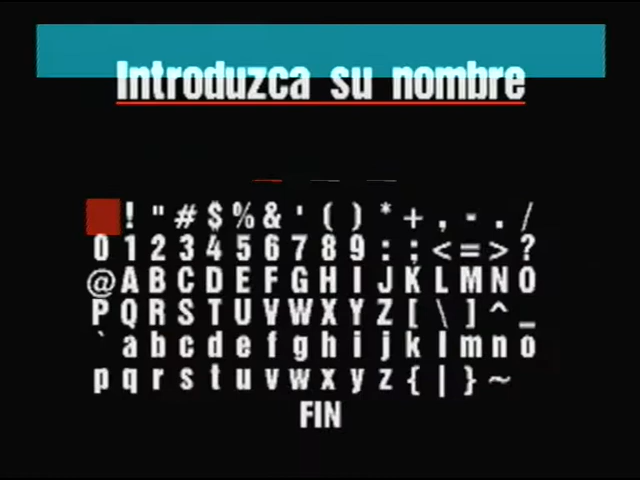 Introduzca su nombre
! " # $ % & ' ( ) * + , - . /
0 1 2 3 4 5 6 7 8 9 : ; < = > ?
@ A B C D E F G H I J K L M N O
P Q R S T U V W X Y Z [ \ ] ^ _
` a b c d e f g h i j k l m n o
p q r s t u v w x y z { | } ~
FIN